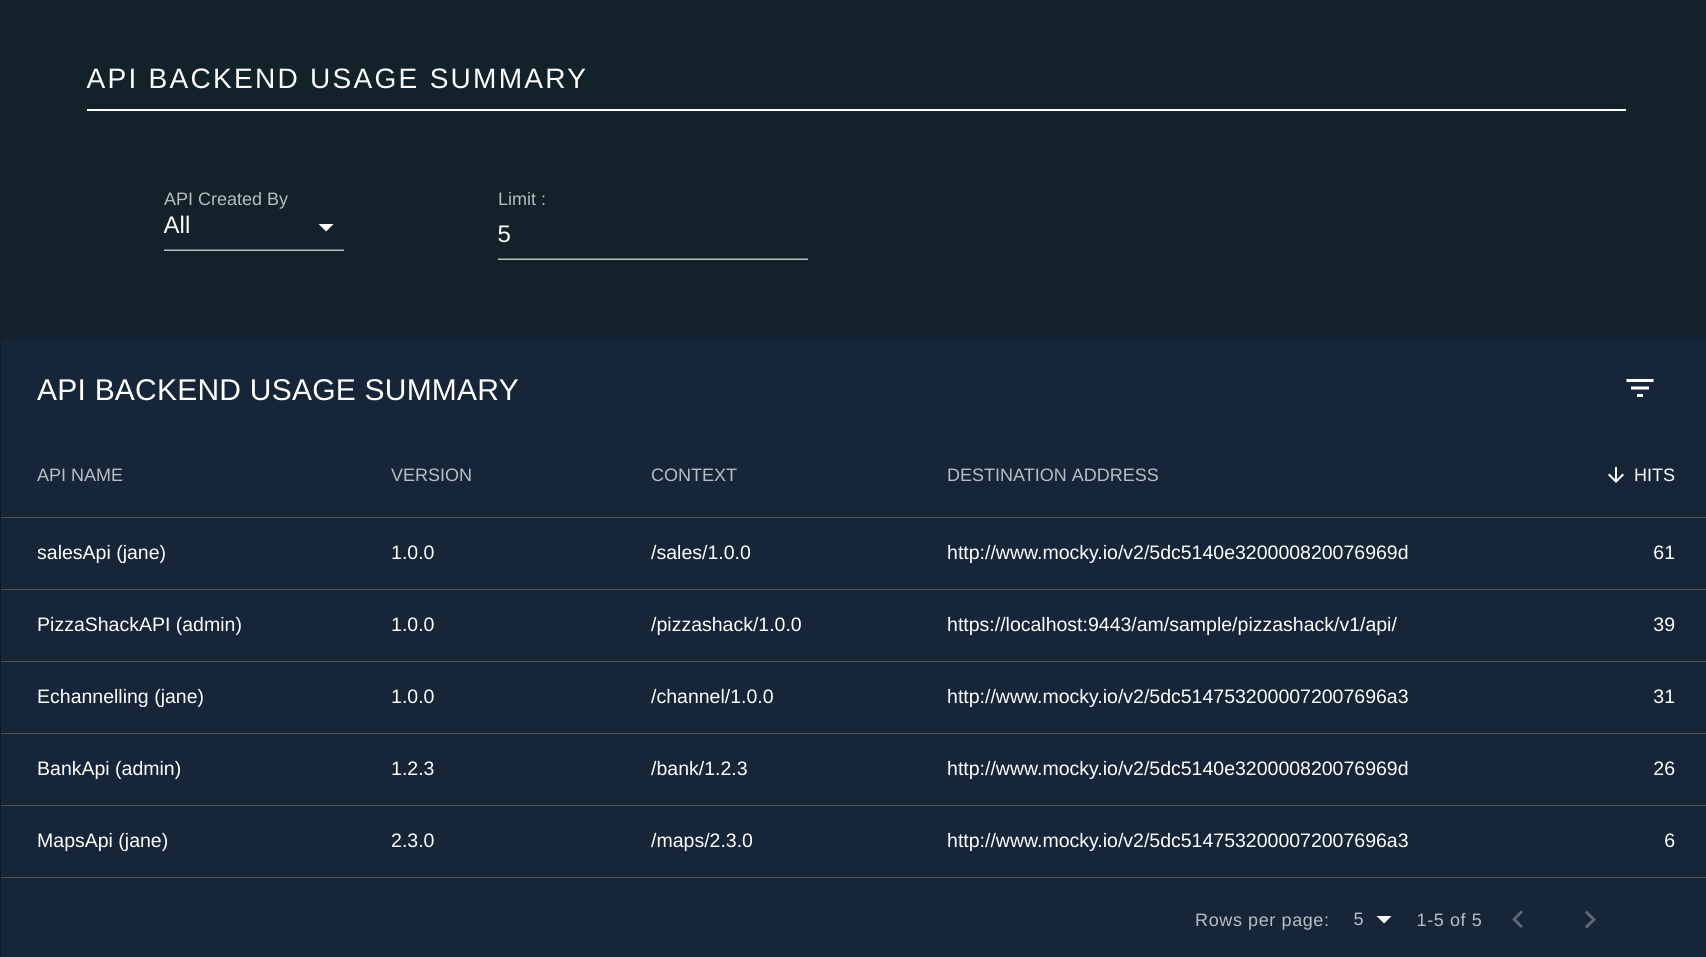 API BACKEND USAGE SUMMARY
API Created By
All
Limit :
5
API BACKEND USAGE SUMMARY
API NAME VERSION CONTEXT DESTINATION ADDRESS HITS
salesApi (jane) 1.0.0 /sales/1.0.0 http://www.mocky.io/v2/5dc5140e320000820076969d 61
PizzaShackAPI (admin) 1.0.0 /pizzashack/1.0.0 https://localhost:9443/am/sample/pizzashack/v1/api/ 39
Echannelling (jane) 1.0.0 /channel/1.0.0 http://www.mocky.io/v2/5dc5147532000072007696a3 31
BankApi (admin) 1.2.3 /bank/1.2.3 http://www.mocky.io/v2/5dc5140e320000820076969d 26
MapsApi (jane) 2.3.0 /maps/2.3.0 http://www.mocky.io/v2/5dc5147532000072007696a3 6
Rows per page: 5 1-5 of 5